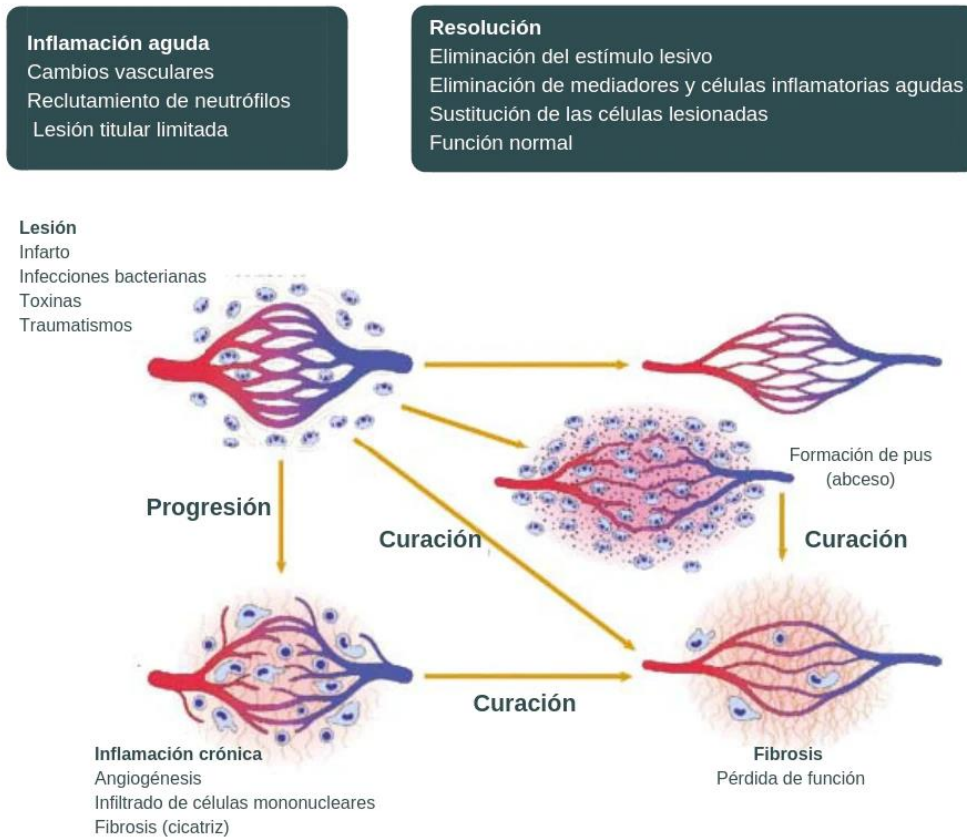 Inflamación aguda
Cambios vasculares
Reclutamiento de neutrófilos
Lesión titular limitada
Resolución
Eliminación del estímulo lesivo
Eliminación de mediadores y células inflamatorias agudas
Sustitución de las células lesionadas
Función normal
Lesión
Infarto
Infecciones bacterianas
Toxinas
Traumatismos
Formación de pus
(abceso)
Progresión
Curación
Curación
Curación
Inflamación crónica
Angiogénesis
Infiltrado de células mononucleares
Fibrosis (cicatriz)
Fibrosis
Pérdida de función